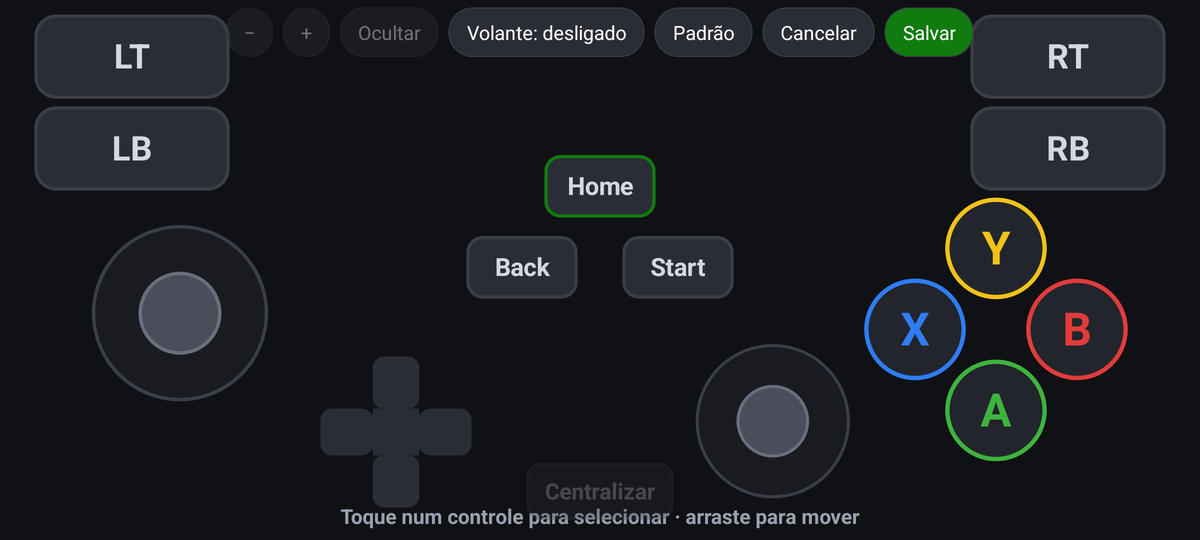 LT
− + Ocultar Volante: desligado Padrão Cancelar Salvar
RT
LB
RB
Home
Back
Start
Y
X
B
A
Centralizar
Toque num controle para selecionar · arraste para mover